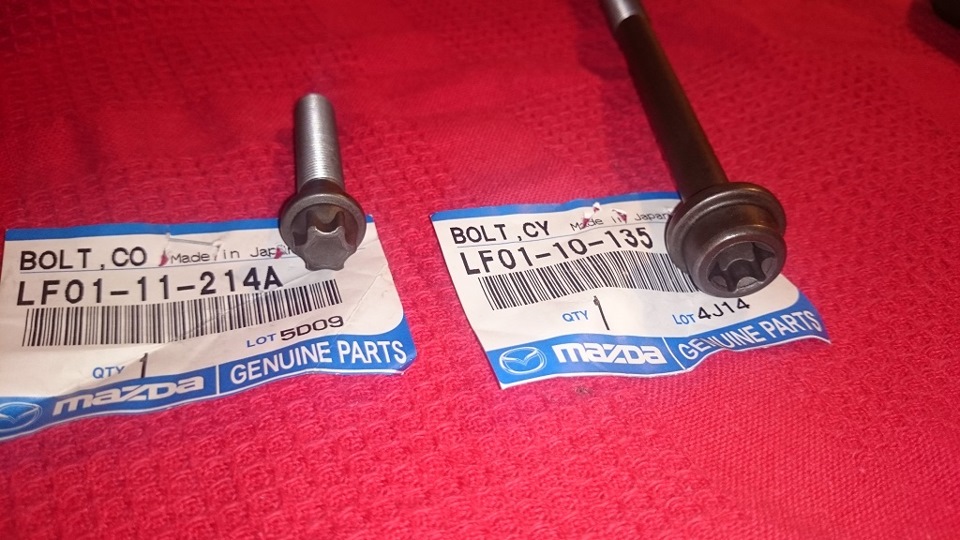 BOLT,CO Made in Japan
LF01-11-214A
LOT 5D09
QTY 1
mazda GENUINE PARTS
BOLT,CY Made in Japan
LF01-10-135
QTY 1 LOT 4J14
mazda GENUINE PARTS